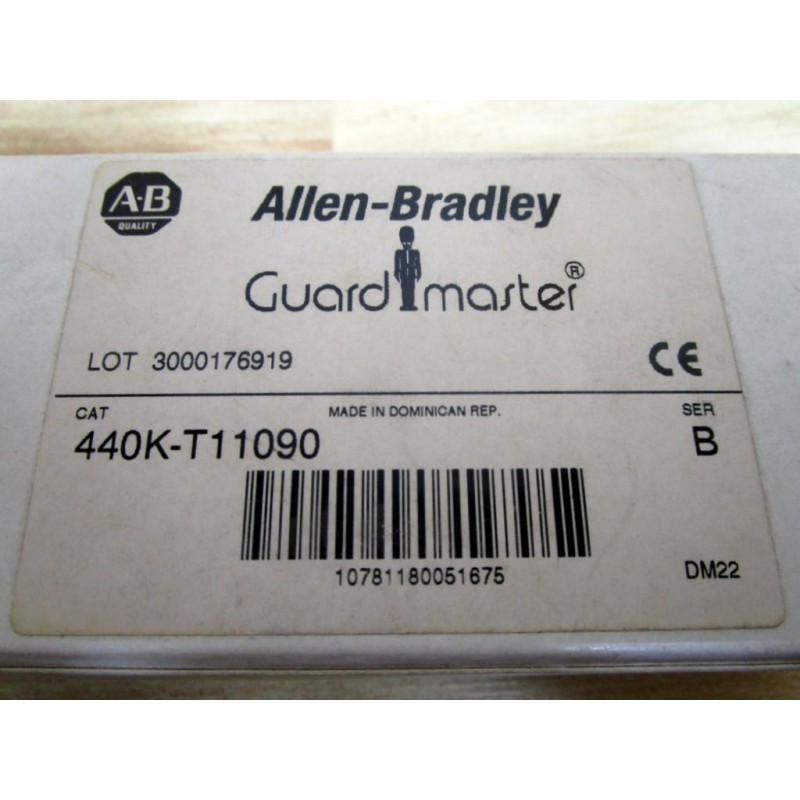 A-B
QUALITY
Allen-Bradley
Guardmaster®
LOT 3000176919
CE
CAT
MADE IN DOMINICAN REP.
SER
440K-T11090
B
10781180051675
DM22